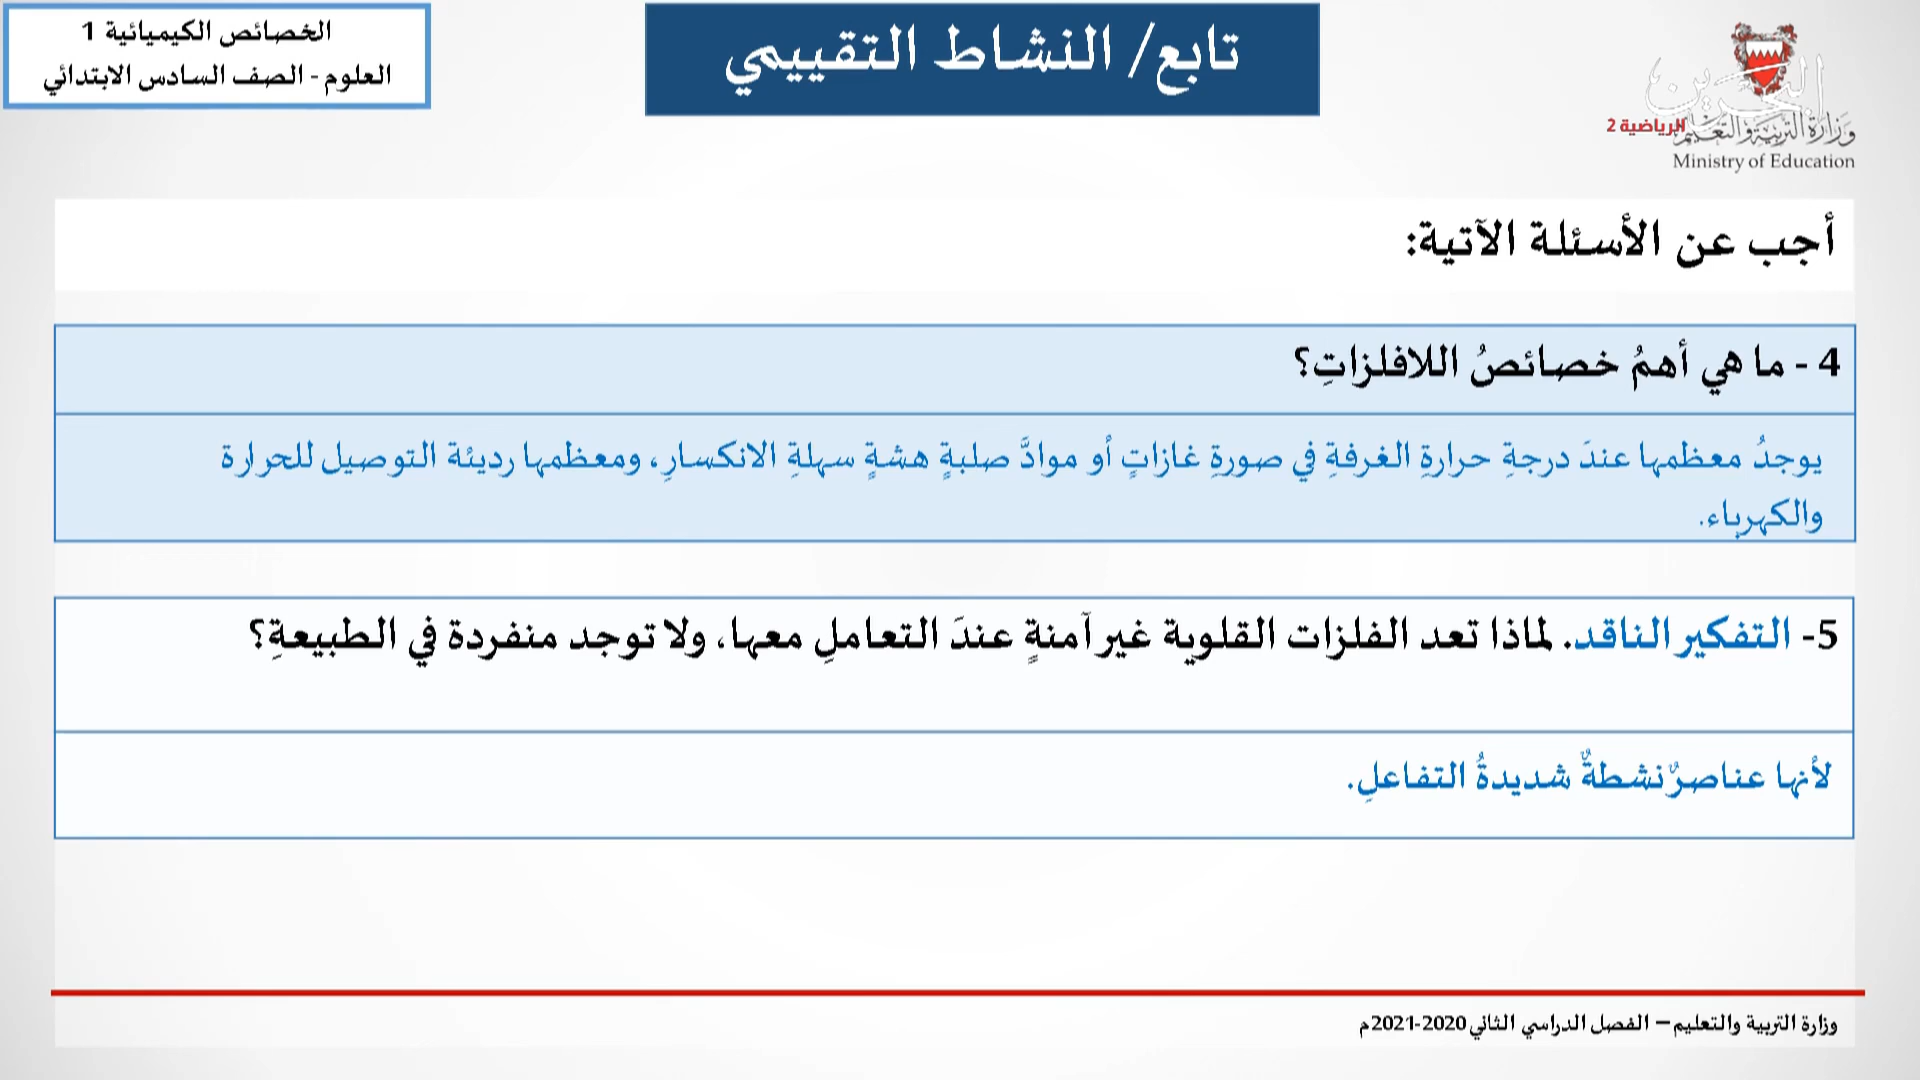 الخصائص الكيميائية 1
العلوم - الصف السادس الابتدائي
تابع/ النشاط التقييمي
البحرين
الرياضية 2
وزارة التربية والتعليم
Ministry of Education
أجب عن الأسئلة الآتية:
4 - ما هي أهمُ خصائصُ اللافلزاتِ؟
يوجدُ معظمها عندَ درجةِ حرارةِ الغرفةِ في صورةِ غازاتٍ أو موادَّ صلبةٍ هشةٍ سهلةِ الانكسارِ، ومعظمها رديئة التوصيل للحرارة
والكهرباء.
5- التفكير الناقد. لماذا تعد الفلزات القلوية غير آمنةٍ عندَ التعاملِ معها، ولا توجد منفردة في الطبيعةِ؟
لأنها عناصرٌ نشطةٌ شديدةُ التفاعلِ.
وزارة التربية والتعليم – الفصل الدراسي الثاني 2020-2021م